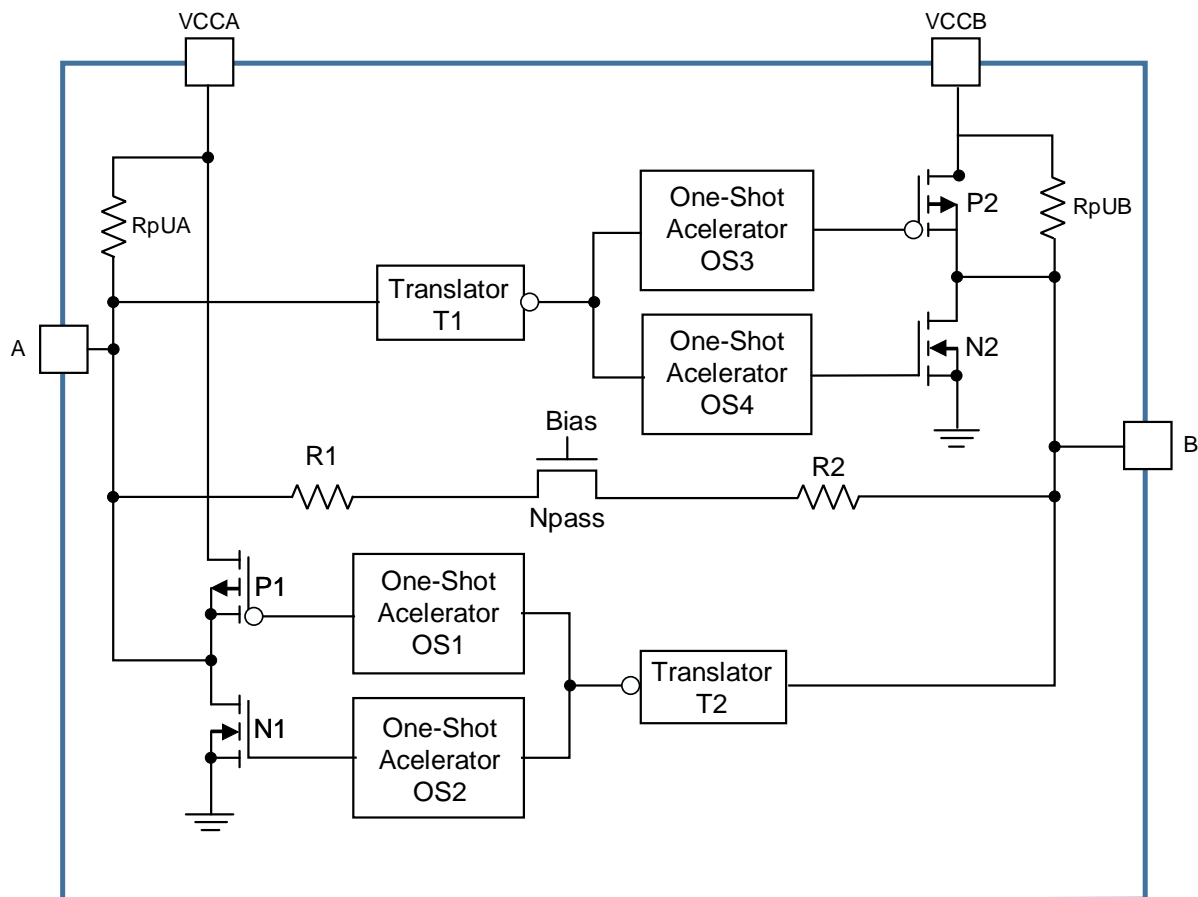 VCCA
VCCB
RpUA
One-Shot
Acelerator
OS3
P2
RpUB
Translator
T1
A
One-Shot
Acelerator
OS4
N2
Bias
B
R1
R2
Npass
P1
One-Shot
Acelerator
OS1
Translator
T2
N1
One-Shot
Acelerator
OS2